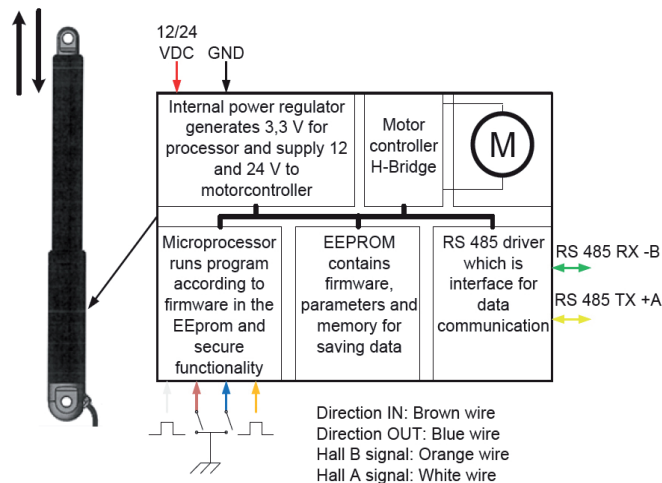 12/24
VDC GND
Internal power regulator
generates 3,3 V for
processor and supply 12
and 24 V to
motorcontroller
Motor
controller
H-Bridge
M
Microprocessor
runs program
according to
firmware in the
EEprom and
secure
functionality
EEPROM
contains
firmware,
parameters and
memory for
saving data
RS 485 driver
which is
interface for
data
communication
RS 485 RX -B
RS 485 TX +A
Direction IN: Brown wire
Direction OUT: Blue wire
Hall B signal: Orange wire
Hall A signal: White wire